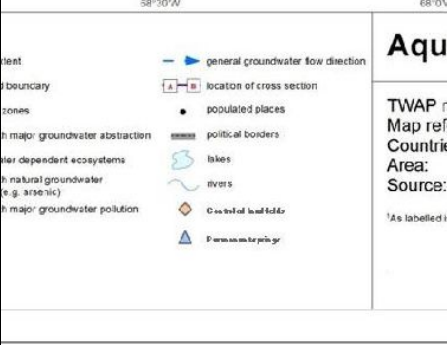 58°30'W
68°0'W
tent
d boundary
zones
h major groundwater abstraction
ter dependent ecosystems
h natural groundwater
(e.g. arsenic)
h major groundwater pollution
general groundwater flow direction
A B location of cross section
populated places
political borders
lakes
rivers
Aqu
TWAP
Map ref
Countrie
Area:
Source:
¹As labelled i